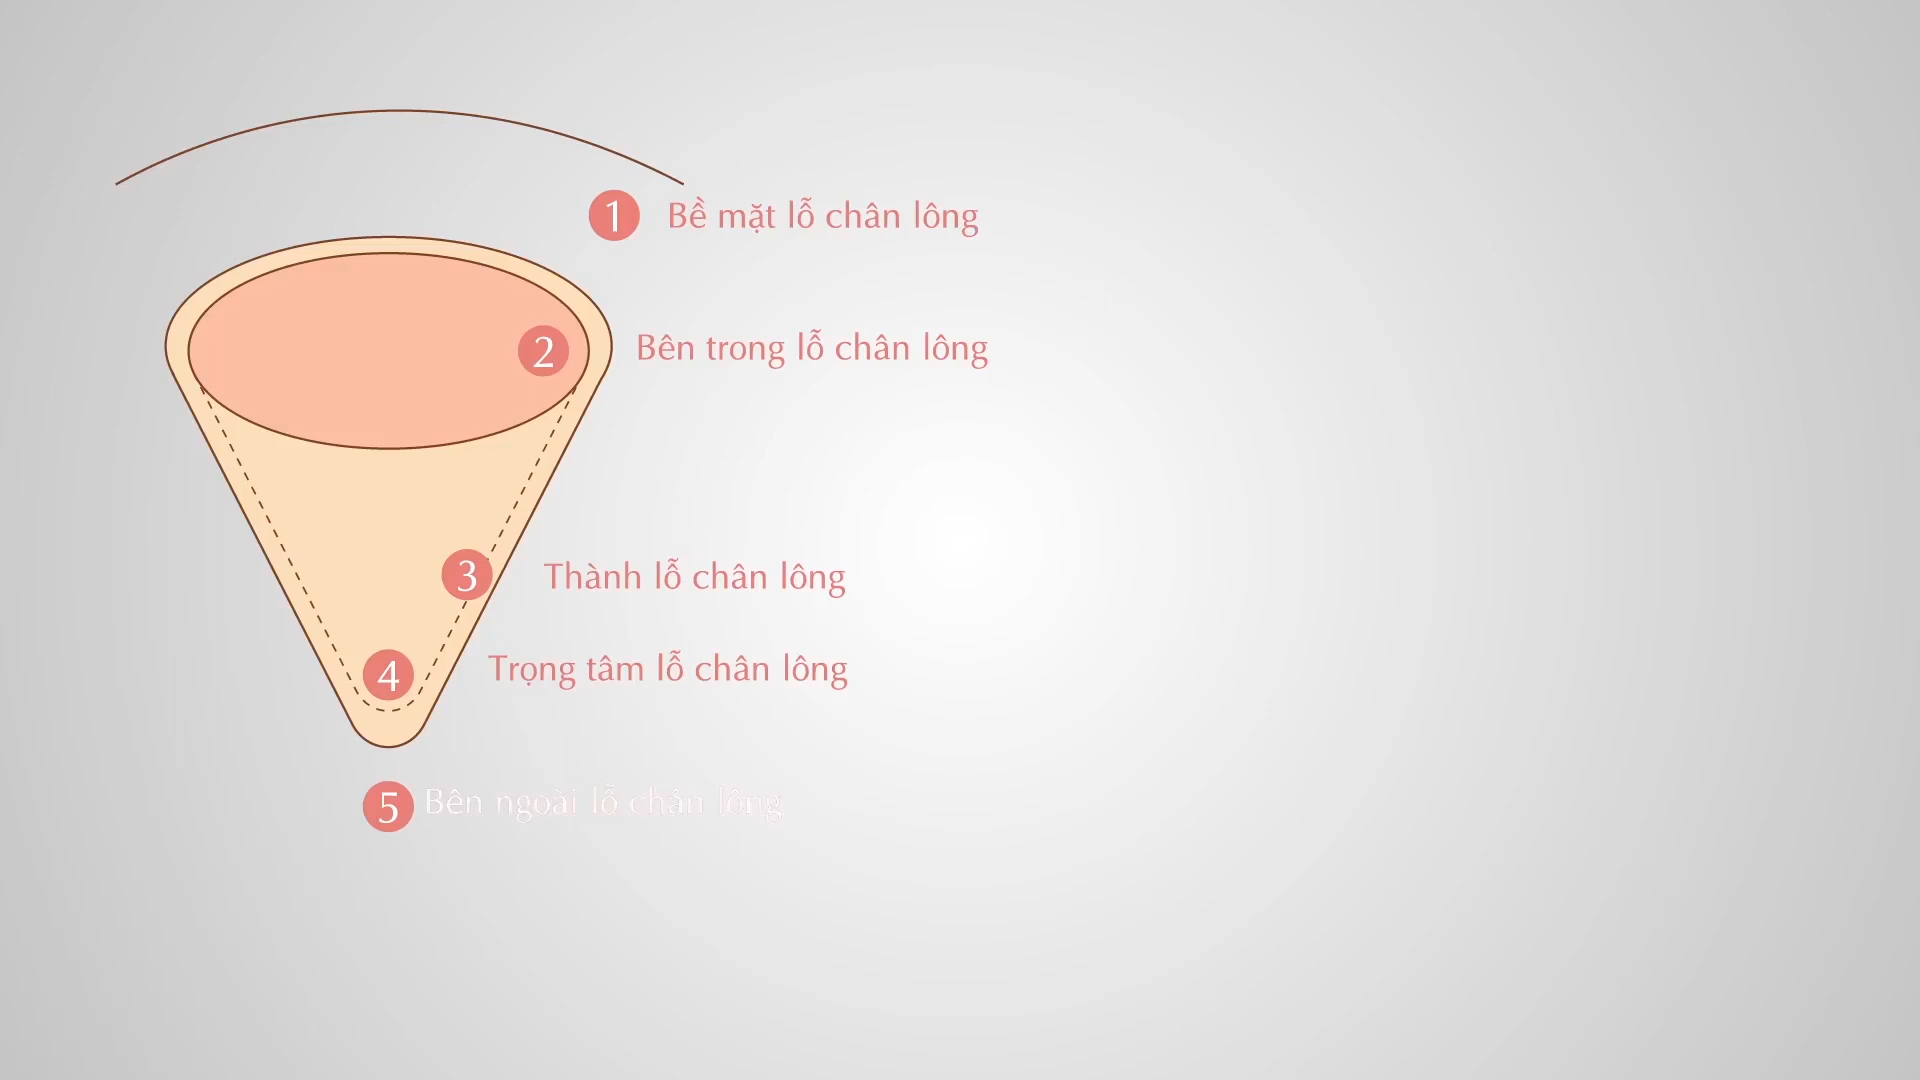 1 Bề mặt lỗ chân lông
2 Bên trong lỗ chân lông
3 Thành lỗ chân lông
4 Trọng tâm lỗ chân lông
5 Bên ngoài lỗ chân lông